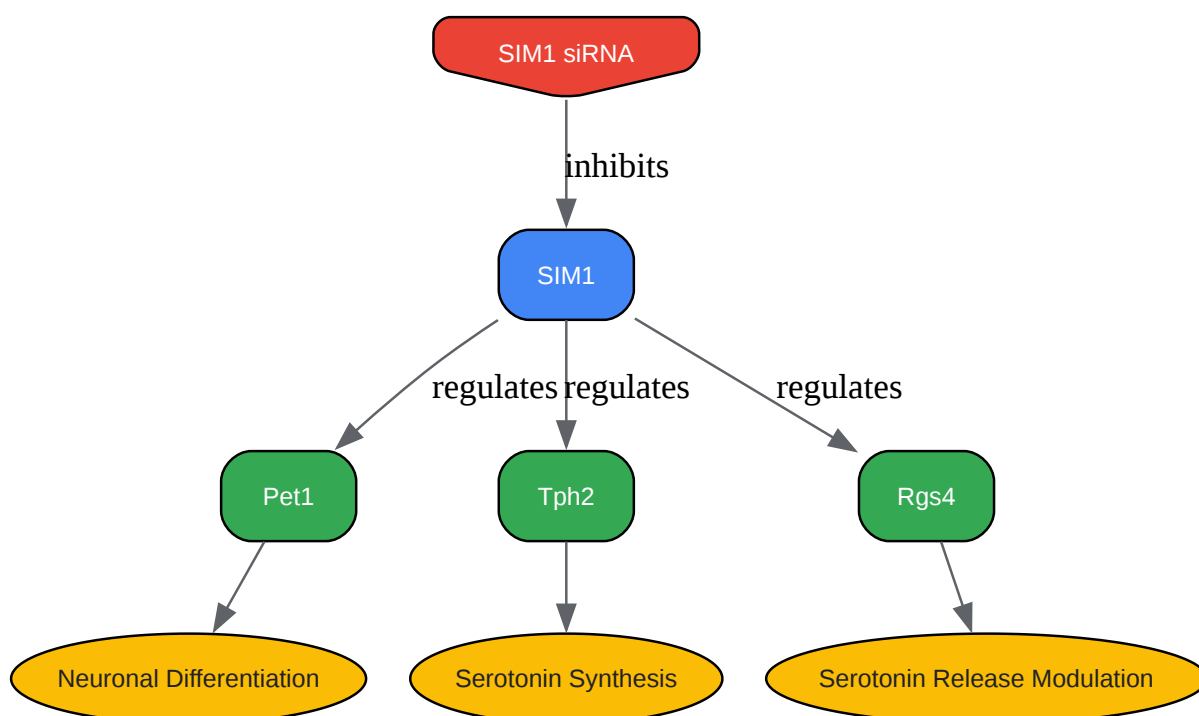 SIM1 siRNA
inhibits
SIM1
regulates
regulates
regulates
Pet1
Tph2
Rgs4
Neuronal Differentiation
Serotonin Synthesis
Serotonin Release Modulation